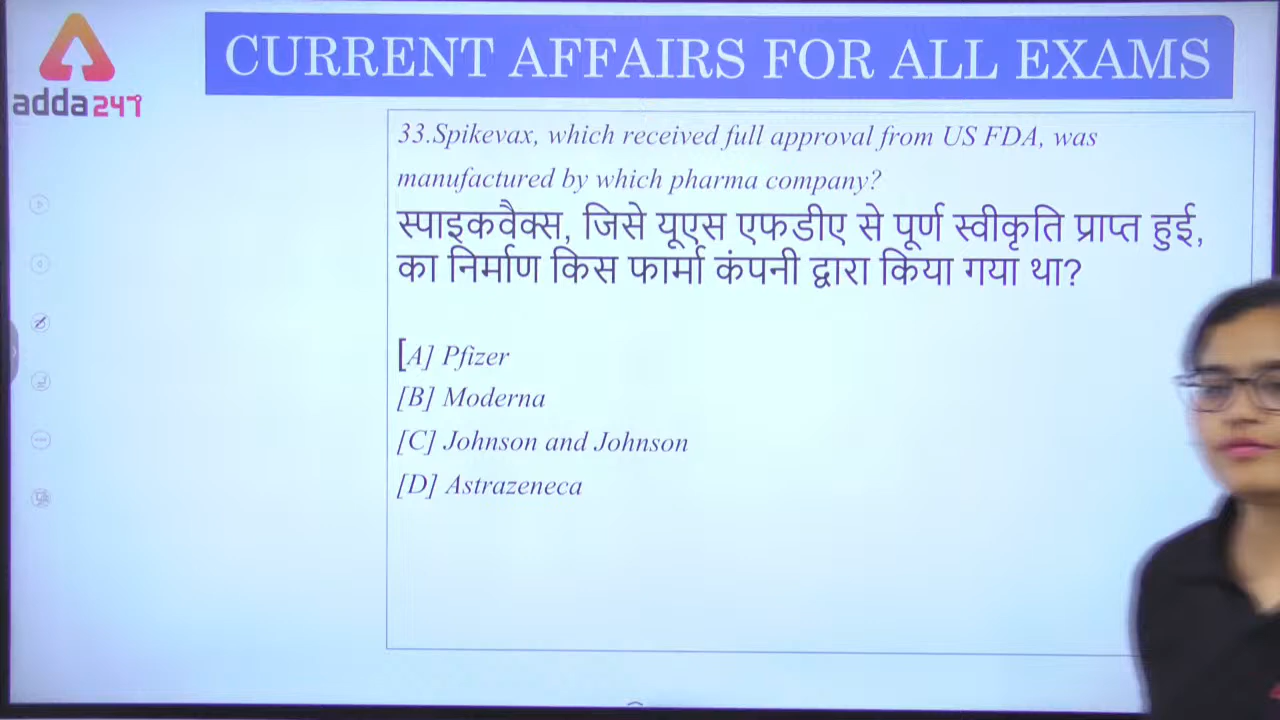 CURRENT AFFAIRS FOR ALL EXAMS
adda247
33.Spikevax, which received full approval from US FDA, was
manufactured by which pharma company?
स्पाइकवैक्स, जिसे यूएस एफडीए से पूर्ण स्वीकृति प्राप्त हुई,
का निर्माण किस फार्मा कंपनी द्वारा किया गया था?
[A] Pfizer
[B] Moderna
[C] Johnson and Johnson
[D] Astrazeneca